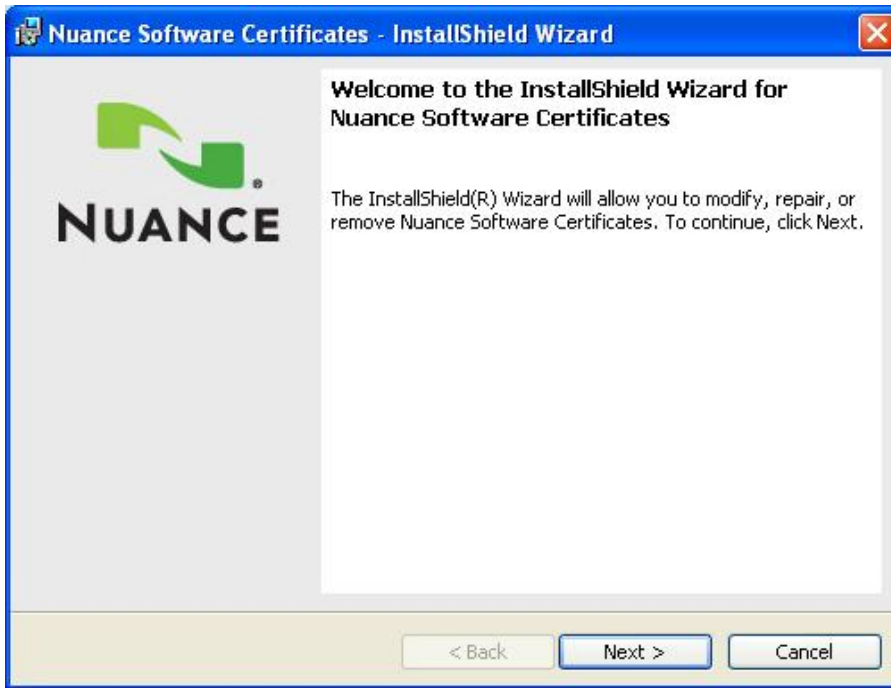 Nuance Software Certificates - InstallShield Wizard
Welcome to the InstallShield Wizard for
Nuance Software Certificates
NUANCE
®
The InstallShield(R) Wizard will allow you to modify, repair, or
remove Nuance Software Certificates. To continue, click Next.
< Back
Next >
Cancel